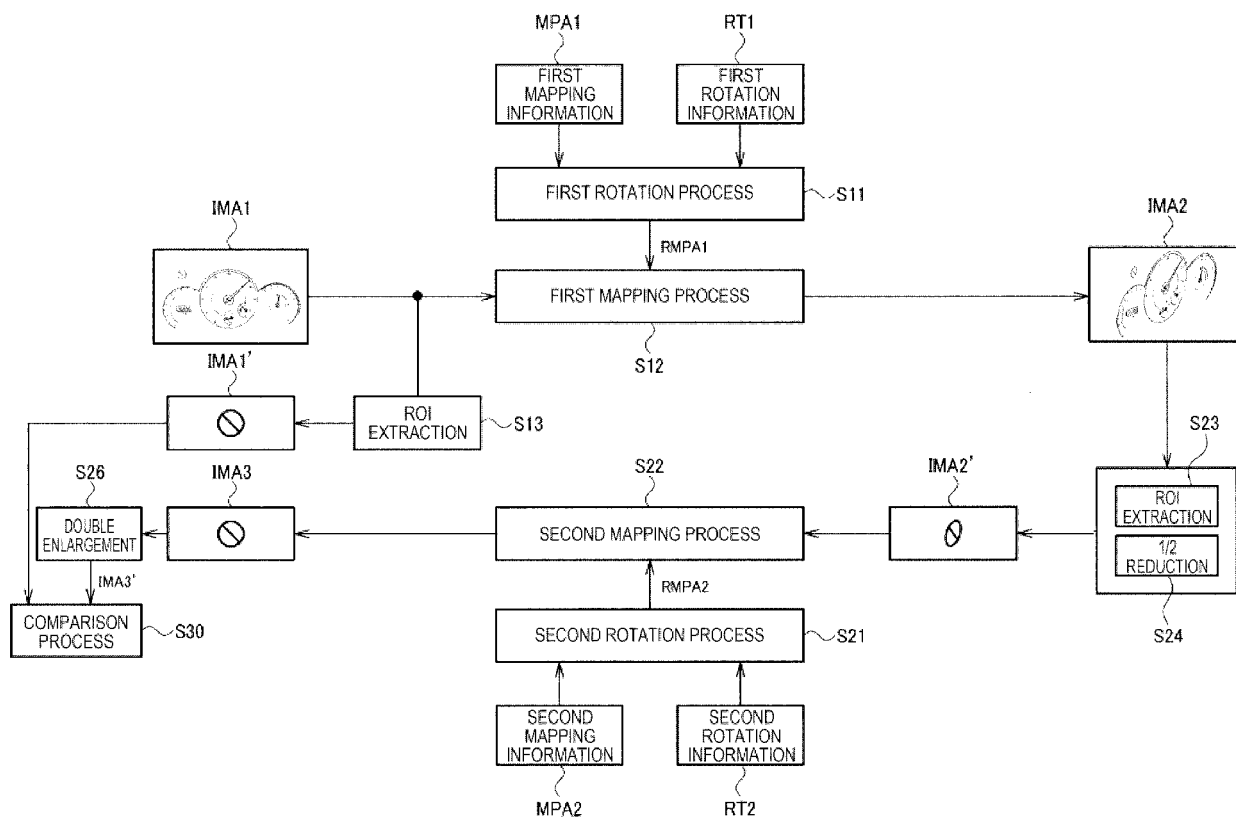 MPA1
RT1
FIRST
MAPPING
INFORMATION
FIRST
ROTATION
INFORMATION
FIRST ROTATION PROCESS
S11
IMA1
RMPA1
IMA2
FIRST MAPPING PROCESS
S12
IMA1'
ROI
EXTRACTION
S13
S26
IMA3
S22
IMA2'
S23
DOUBLE
ENLARGEMENT
SECOND MAPPING PROCESS
ROI
EXTRACTION
1/2
REDUCTION
IMA3'
RMPA2
COMPARISON
PROCESS
S30
SECOND ROTATION PROCESS
S21
S24
SECOND
MAPPING
INFORMATION
SECOND
ROTATION
INFORMATION
MPA2
RT2